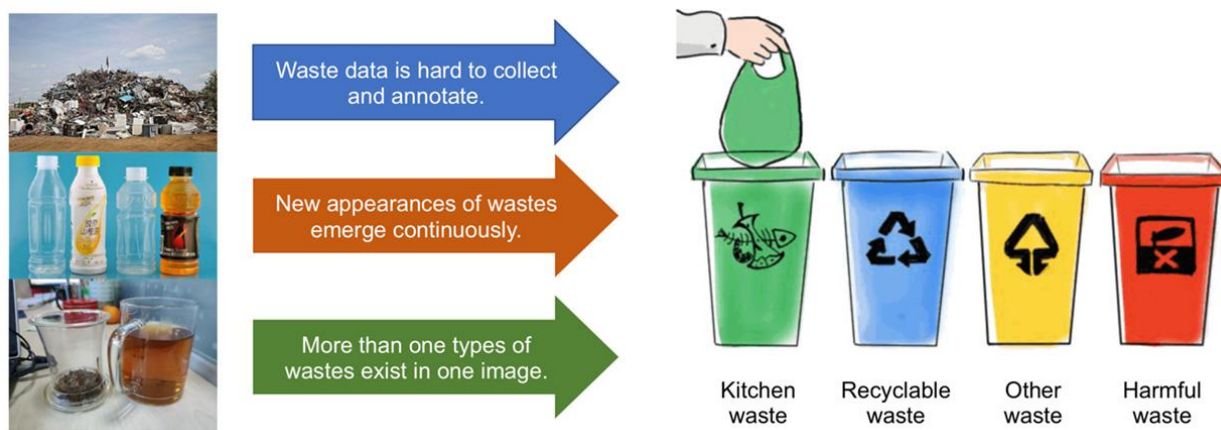 Waste data is hard to collect
and annotate.
New appearances of wastes
emerge continuously.
More than one types of
wastes exist in one image.
Kitchen
waste
Recyclable
waste
Other
waste
Harmful
waste